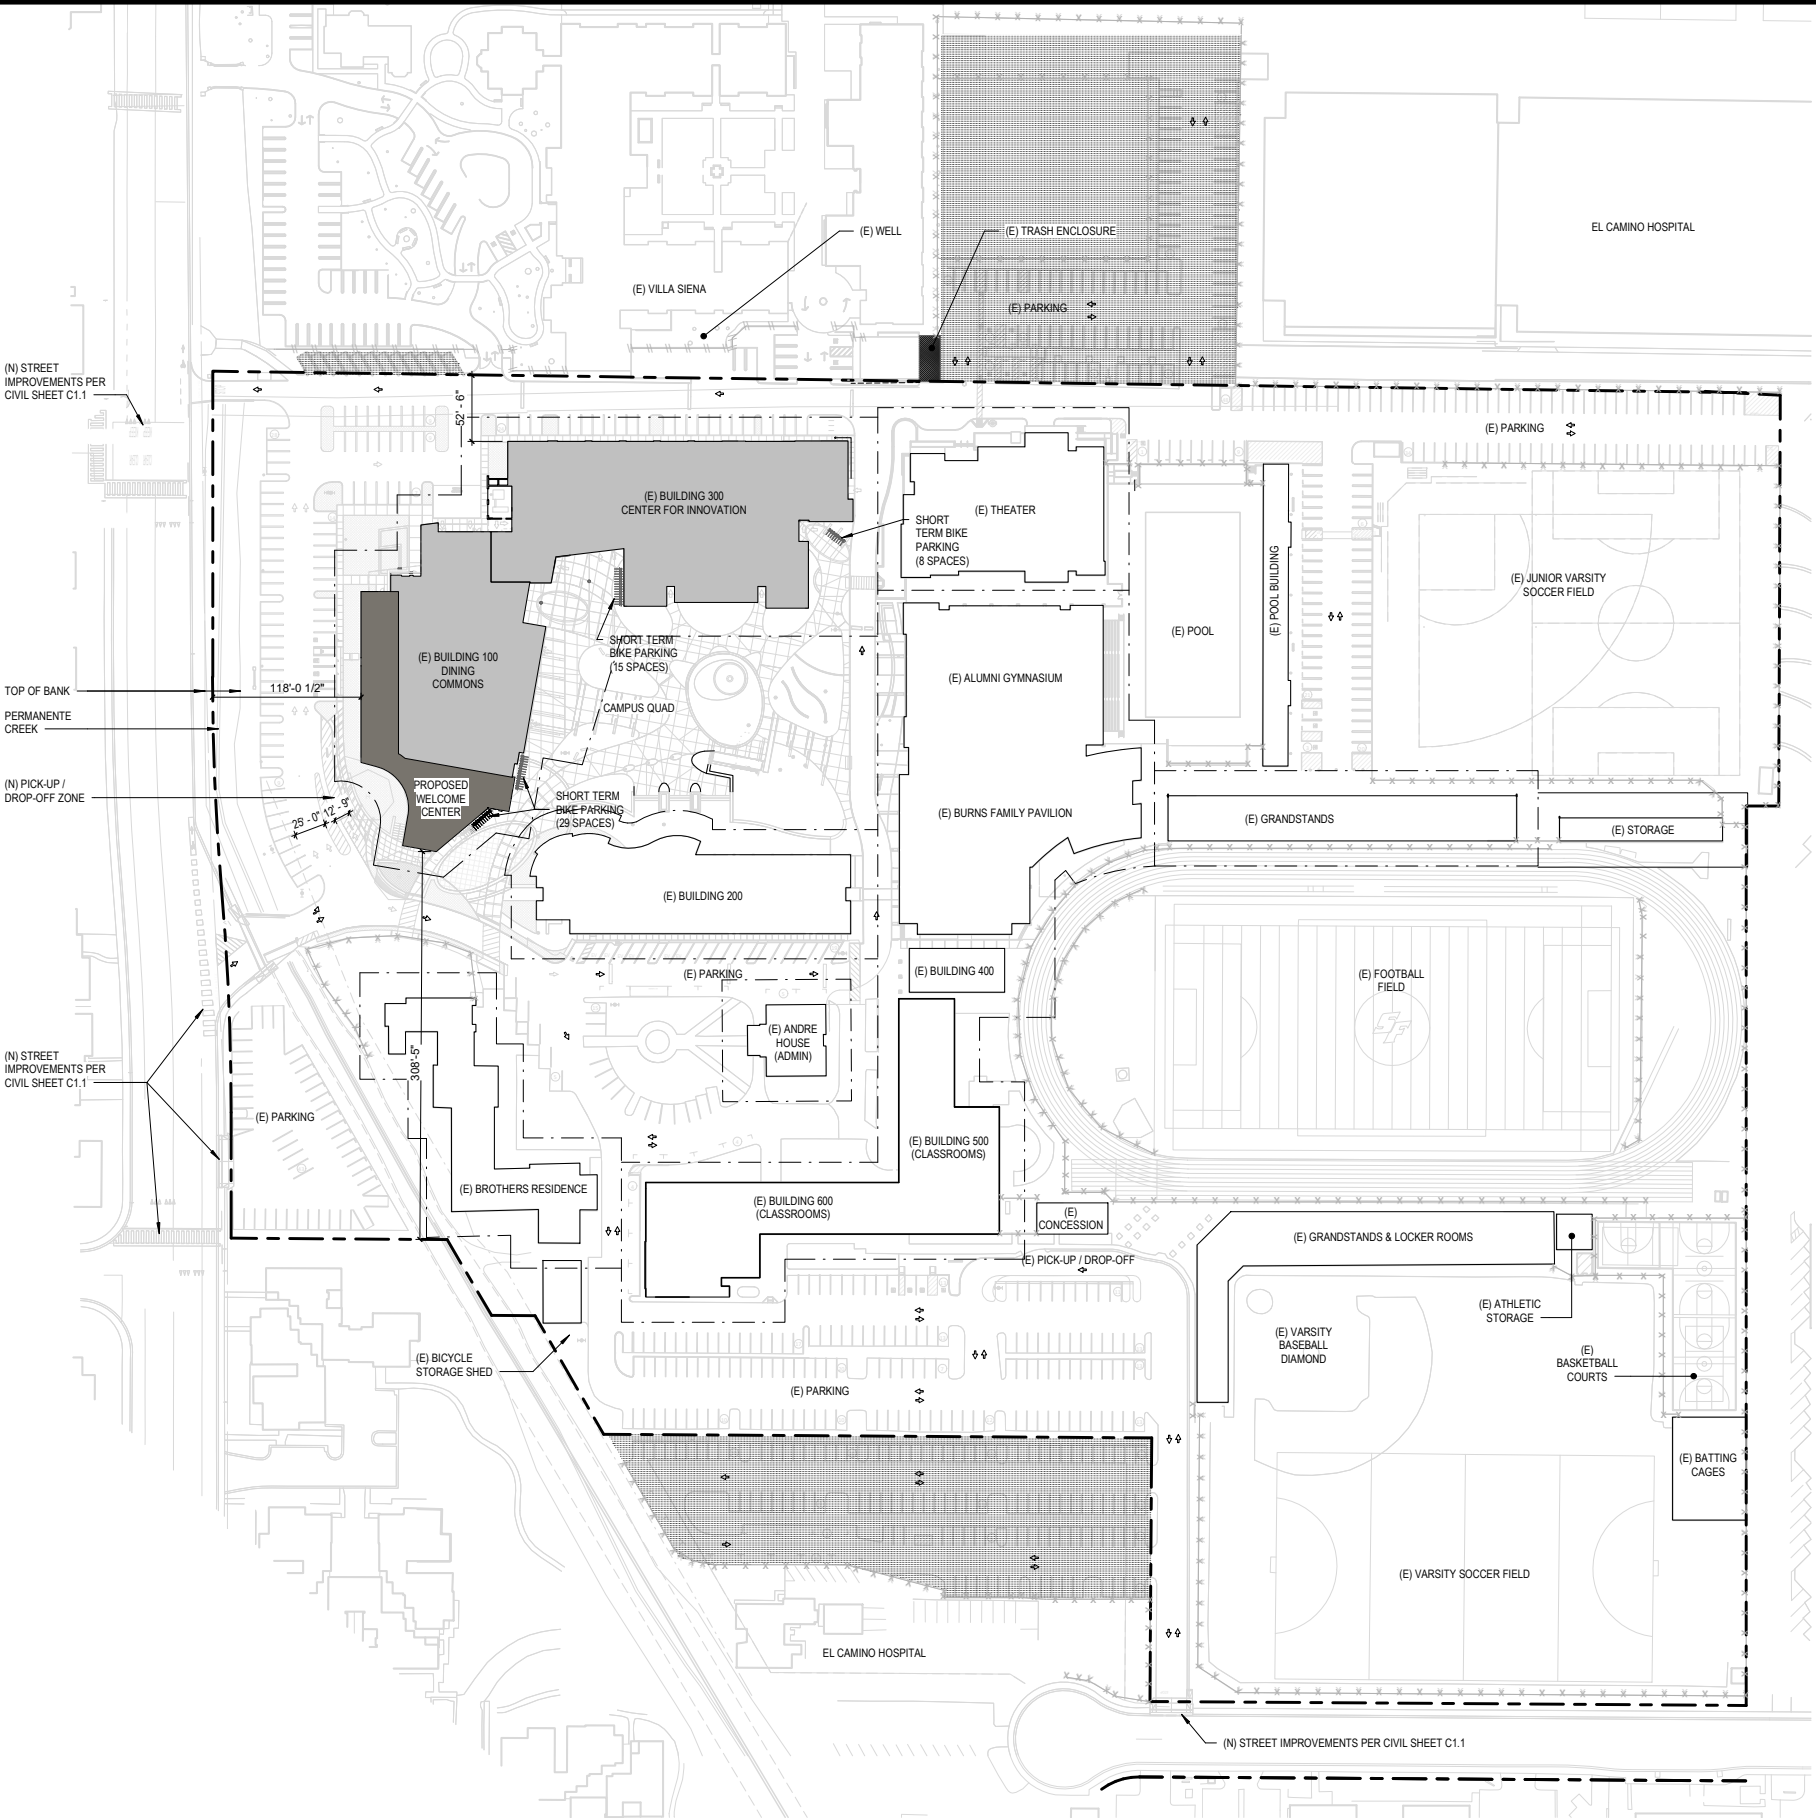 (E) WELL
(E) TRASH ENCLOSURE
EL CAMINO HOSPITAL
(E) VILLA SIENA
(E) PARKING
(N) STREET
IMPROVEMENTS PER
CIVIL SHEET C1.1
52' - 6"
(E) PARKING
(E) BUILDING 300
CENTER FOR INNOVATION
(E) THEATER
SHORT
TERM BIKE
PARKING
(8 SPACES)
(E) POOL BUILDING
(E) JUNIOR VARSITY
SOCCER FIELD
(E) POOL
SHORT TERM
BIKE PARKING
(15 SPACES)
(E) BUILDING 100
DINING
COMMONS
(E) ALUMNI GYMNASIUM
TOP OF BANK
118'-0 1/2"
CAMPUS QUAD
PERMANENTE
CREEK
(N) PICK-UP /
DROP-OFF ZONE
PROPOSED
WELCOME
CENTER
SHORT TERM
BIKE PARKING
(29 SPACES)
25' - 0"
12' - 9"
(E) BURNS FAMILY PAVILION
(E) GRANDSTANDS
(E) STORAGE
(E) BUILDING 200
(E) PARKING
(E) BUILDING 400
(E) FOOTBALL
FIELD
SF
(E) ANDRE
HOUSE
(ADMIN)
308'-5"
(N) STREET
IMPROVEMENTS PER
CIVIL SHEET C1.1
(E) PARKING
(E) BUILDING 500
(CLASSROOMS)
(E) BROTHERS RESIDENCE
(E) BUILDING 600
(CLASSROOMS)
(E)
CONCESSION
(E) GRANDSTANDS & LOCKER ROOMS
(E) PICK-UP / DROP-OFF
(E) ATHLETIC
STORAGE
(E) VARSITY
BASEBALL
DIAMOND
(E)
BASKETBALL
COURTS
(E) BICYCLE
STORAGE SHED
(E) PARKING
(E) BATTING
CAGES
(E) VARSITY SOCCER FIELD
EL CAMINO HOSPITAL
(N) STREET IMPROVEMENTS PER CIVIL SHEET C1.1